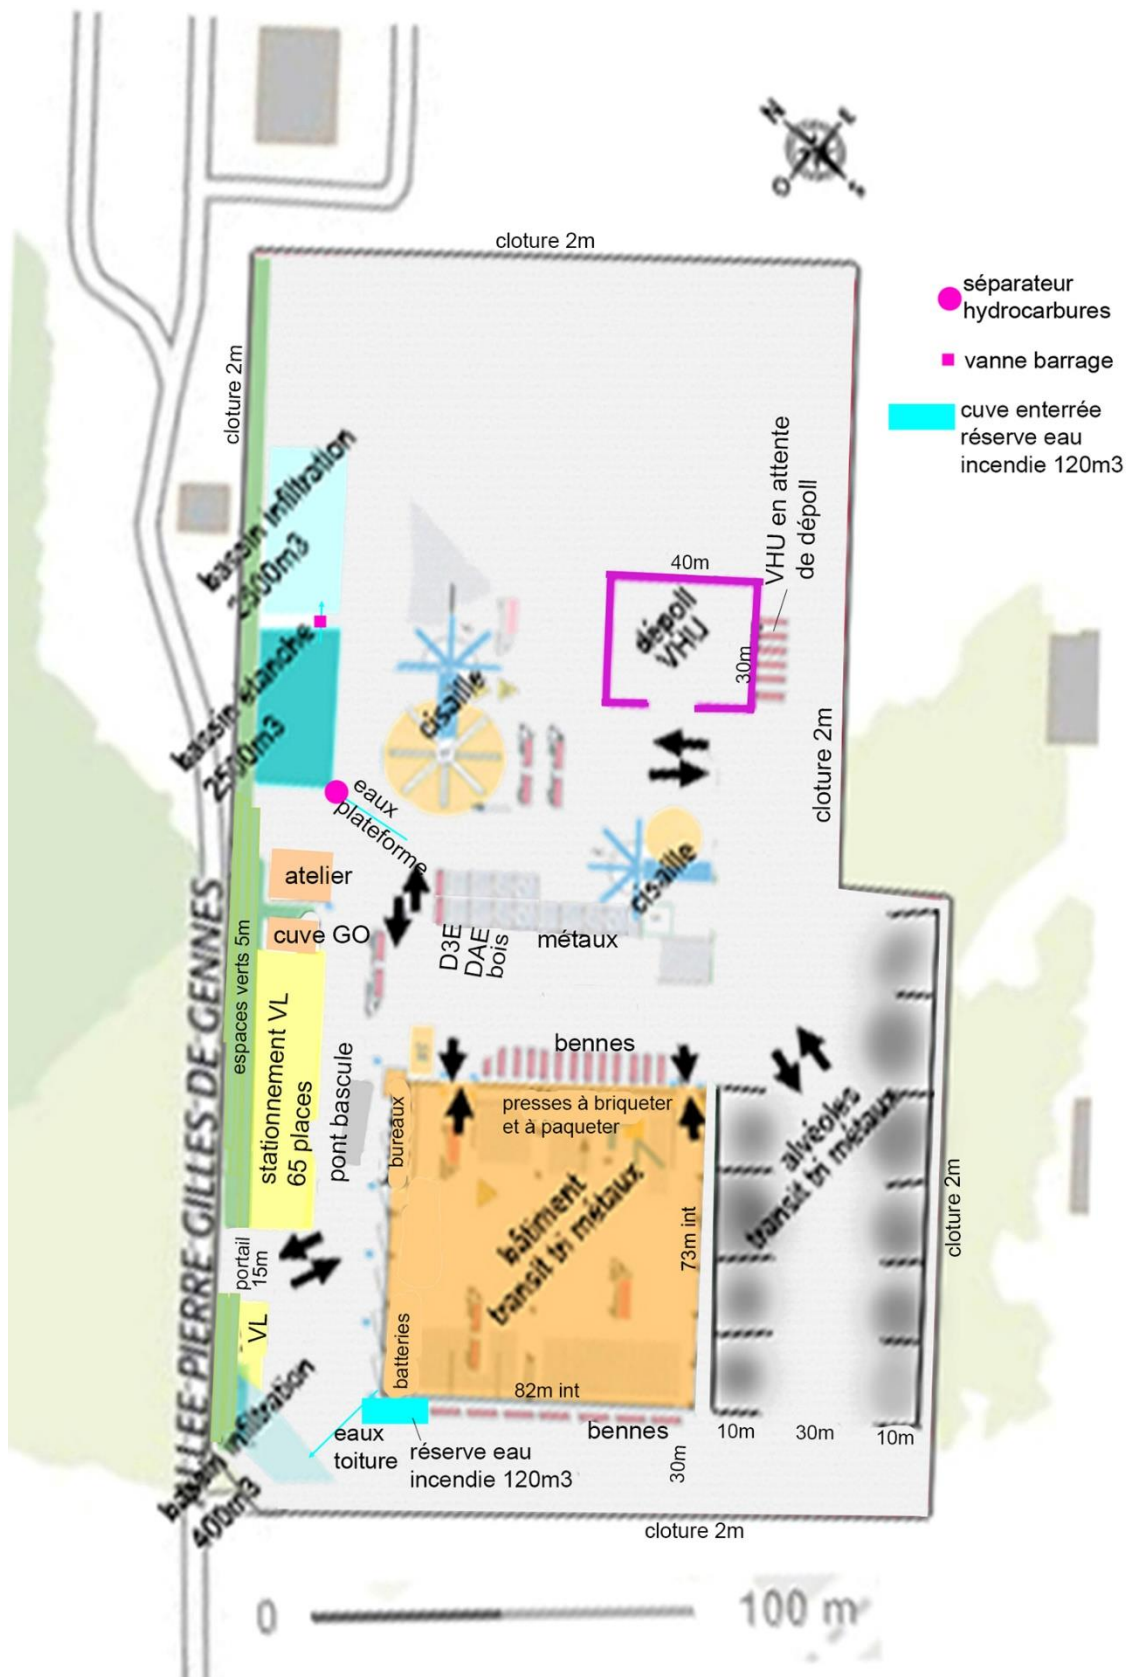 N
E
O
cloture 2m
séparateur
hydrocarbures
vanne barrage
cuve enterrée
réserve eau
incendie 120m3
cloture 2m
bassin infiltration
2300m3
VHU en attente
de dépoll
40m
dépoll
VHU
30m
bassin étanche
2500m3
cisaille
cloture 2m
eaux
plateforme
cisaille
atelier
cuve GO
D3E
DAE
bois
métaux
ALLEE PIERRE GILLES DE GENNES
espaces verts 5m
stationnement VL
65 places
pont bascule
bennes
bureaux
presses à briqueter
et à paqueter
alvéoles
transit tri métaux
bâtiment
transit tri métaux
73m int
cloture 2m
portail
15m
VL
batteries
82m int
bassin infiltration
400m3
eaux
toiture
réserve eau
incendie 120m3
bennes
30m
10m
30m
10m
cloture 2m
0
100 m